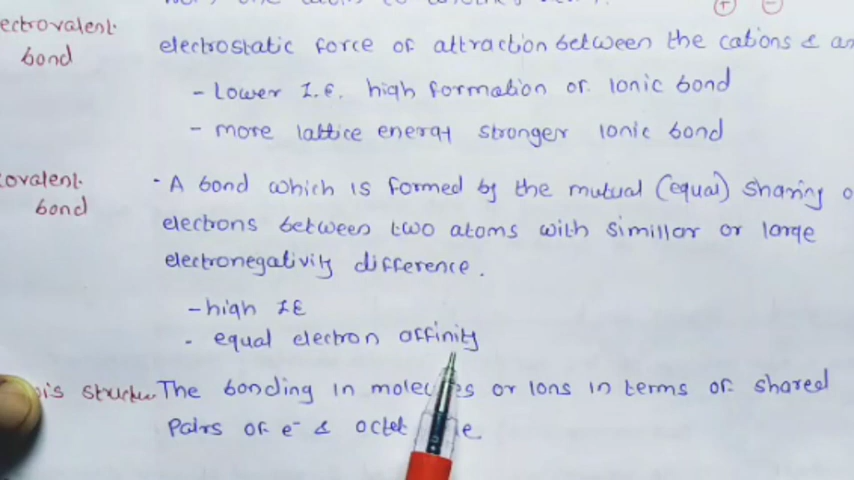 electrovalent
bond
electrostatic force of attraction between the cations &
- Lower I.E. high formation of Ionic bond
- more lattice energy stronger Ionic bond
covalent
bond
- A bond which is formed by the mutual (equal) sharing
electrons between two atoms with simillar or large
electronegativity difference.
- high IE
- equal electron affinity
structure The bonding in or Ions in terms of shared
Pairs of e- & octet